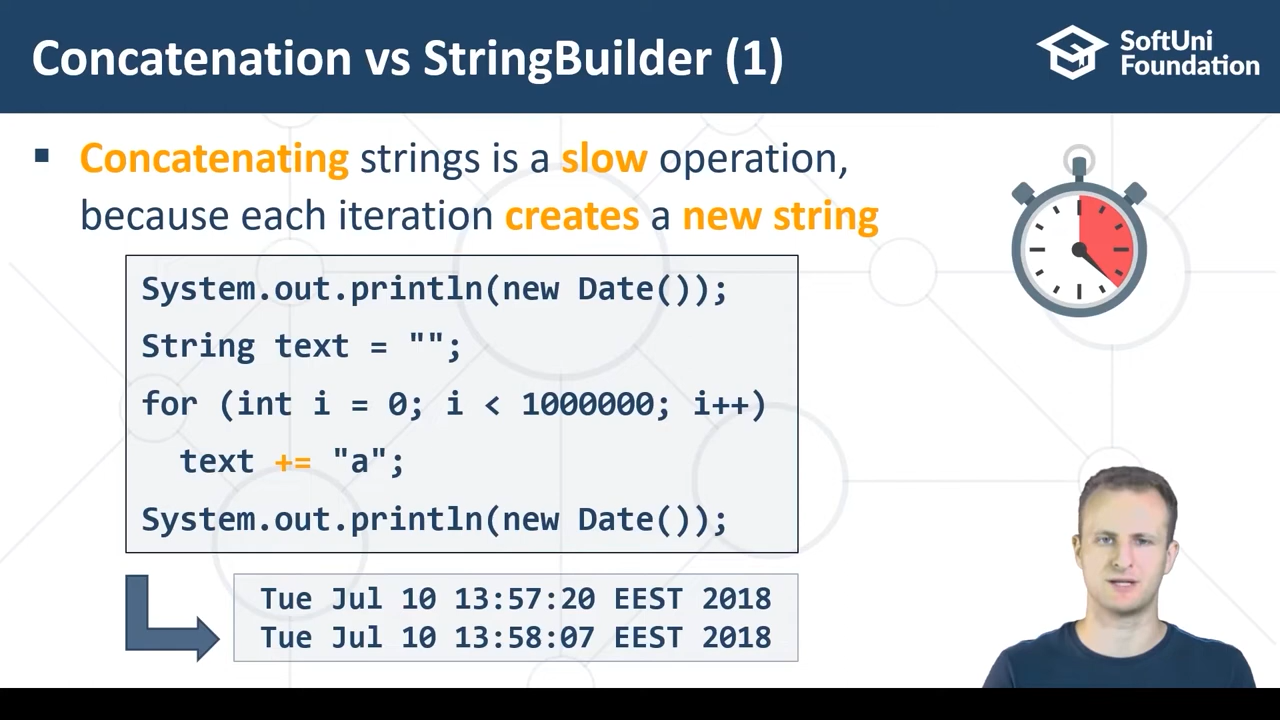 Concatenation vs StringBuilder (1)
SoftUni
Foundation
Concatenating strings is a slow operation,
because each iteration creates a new string
System.out.println(new Date());
String text = "";
for (int i = 0; i < 1000000; i++)
  text += "a";
System.out.println(new Date());
Tue Jul 10 13:57:20 EEST 2018
Tue Jul 10 13:58:07 EEST 2018